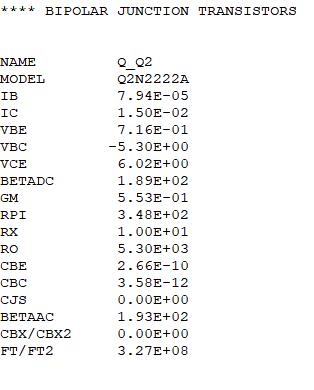 **** BIPOLAR JUNCTION TRANSISTORS
NAME Q_Q2
MODEL Q2N2222A
IB 7.94E-05
IC 1.50E-02
VBE 7.16E-01
VBC -5.30E+00
VCE 6.02E+00
BETADC 1.89E+02
GM 5.53E-01
RPI 3.48E+02
RX 1.00E+01
RO 5.30E+03
CBE 2.66E-10
CBC 3.58E-12
CJS 0.00E+00
BETAAC 1.93E+02
CBX/CBX2 0.00E+00
FT/FT2 3.27E+08